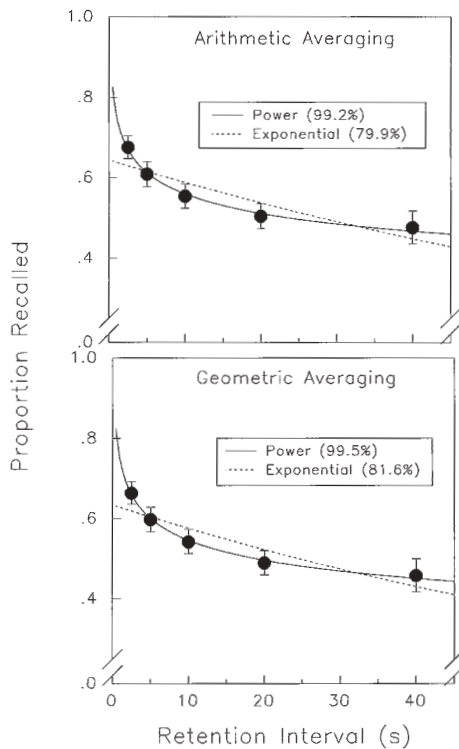 Proportion Recalled
1.0
.8
.6
.4
.0
Arithmetic Averaging
Power (99.2%)
Exponential (79.9%)
1.0
.8
.6
.4
.0
Geometric Averaging
Power (99.5%)
Exponential (81.6%)
0 10 20 30 40
Retention Interval (s)